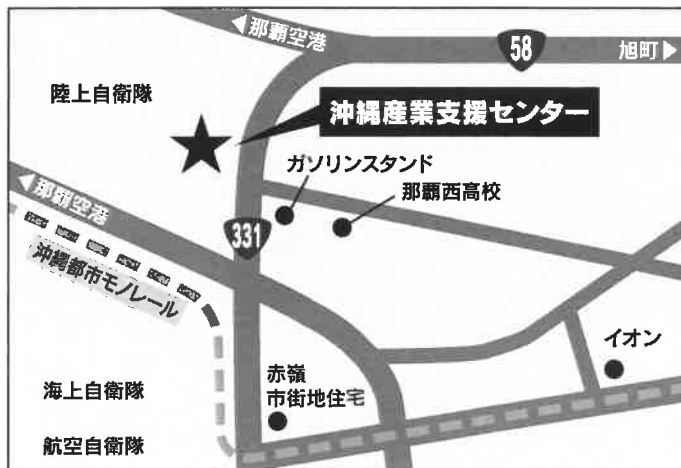 ◀那覇空港
58
旭町▶
陸上自衛隊
沖縄産業支援センター
ガソリンスタンド
那覇西高校
◀那覇空港
331
沖縄都市モノレール
イオン
赤嶺
市街地住宅
海上自衛隊
航空自衛隊